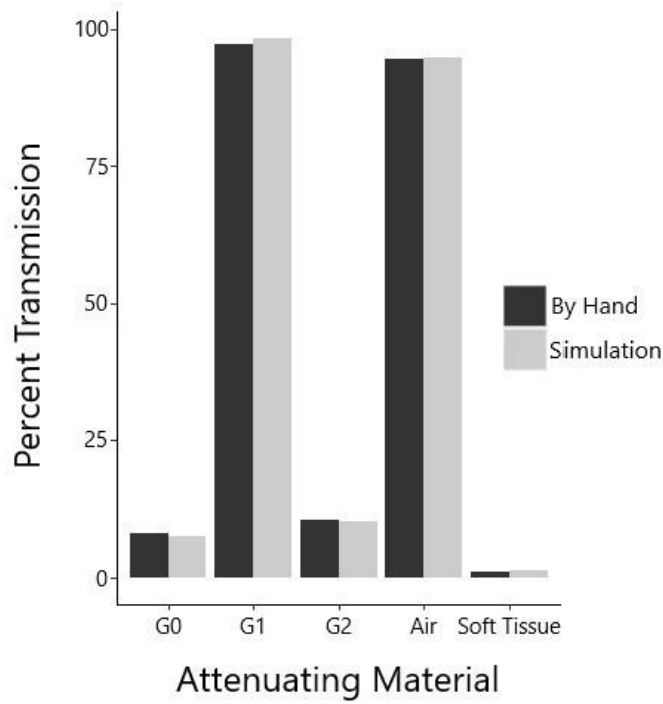 Percent Transmission
100
75
50
25
0
G0 G1 G2 Air Soft Tissue
Attenuating Material
By Hand
Simulation